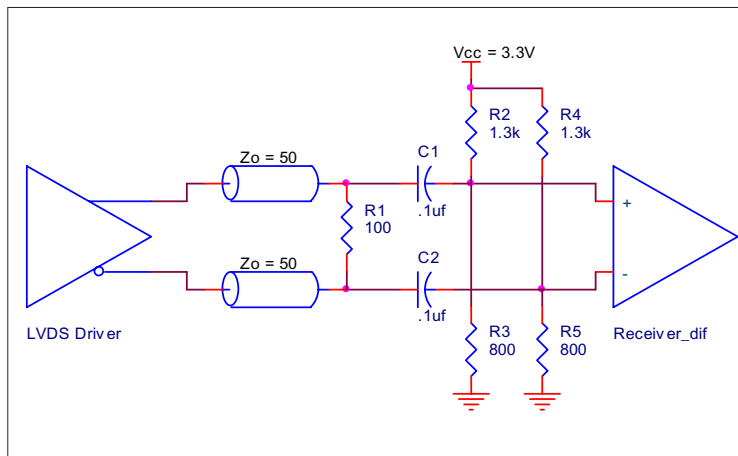 Vcc = 3.3V
R2
1.3k
R4
1.3k
Zo = 50
C1
.1uf
R1
100
+
Zo = 50
C2
.1uf
-
LVDS Driver
R3
800
R5
800
Receiver_dif